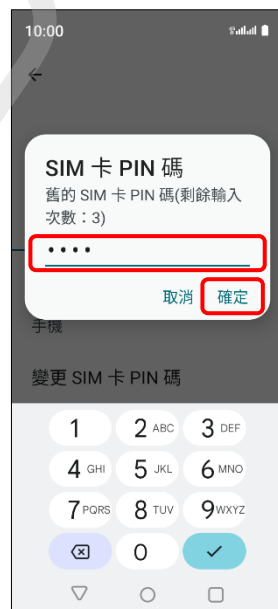 10:00
SIM 卡 PIN 碼
舊的 SIM 卡 PIN 碼(剩餘輸入
次數：3)
••••
取消 確定
手機
變更 SIM 卡 PIN 碼
1 2 ABC 3 DEF
4 GHI 5 JKL 6 MNO
7 PQRS 8 TUV 9 WXYZ
0